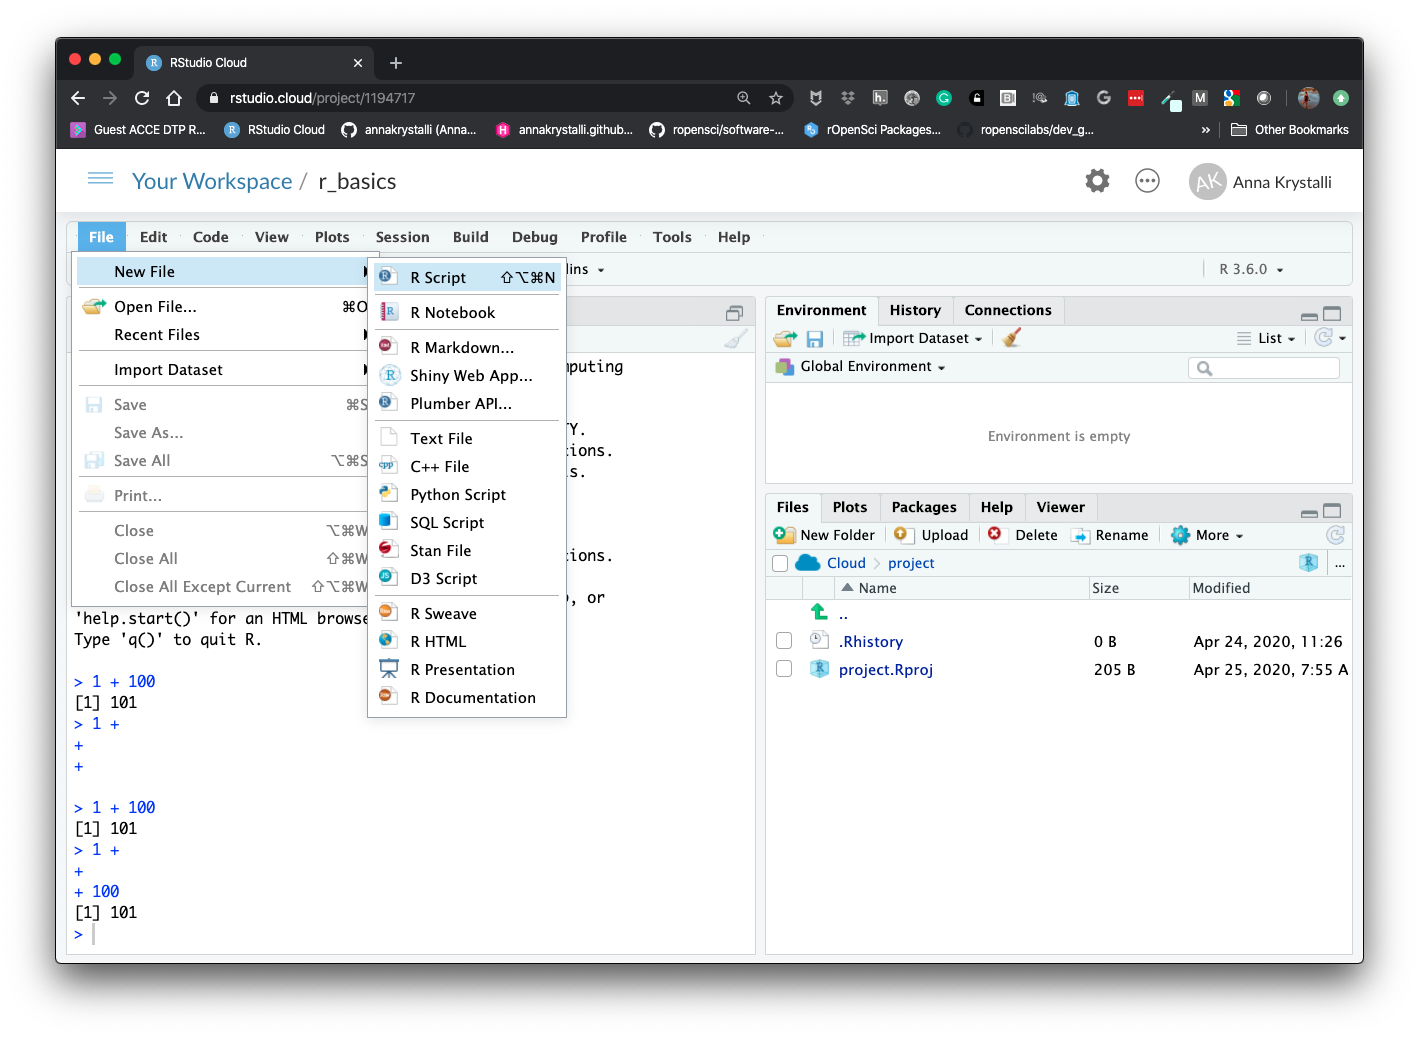 RStudio Cloud
rstudio.cloud/project/1194717
Guest ACCE DTP R... RStudio Cloud annakrystalli (Anna... annakrystalli.github... ropensci/software-... rOpenSci Packages... ropenscilabs/dev_g... » Other Bookmarks
Your Workspace / r_basics
AK Anna Krystalli
File Edit Code View Plots Session Build Debug Profile Tools Help
R 3.6.0
New File
Open File... ⌘O
Recent Files
Import Dataset
Save ⌘S
Save As...
Save All ⌥⌘S
Print...
Close ⌥⌘W
Close All ⇧⌘W
Close All Except Current ⇧⌥⌘W
R Script ⇧⌥⌘N
R Notebook
R Markdown...
Shiny Web App...
Plumber API...
Text File
C++ File
Python Script
SQL Script
Stan File
D3 Script
R Sweave
R HTML
R Presentation
R Documentation
'help.start()' for an HTML browse
Type 'q()' to quit R.
> 1 + 100
[1] 101
> 1 +
+
+
> 1 + 100
[1] 101
> 1 +
+
+ 100
[1] 101
>
Environment History Connections
Import Dataset List
Global Environment
Environment is empty
Files Plots Packages Help Viewer
New Folder Upload Delete Rename More
Cloud project ...
Name Size Modified
..
.Rhistory 0 B Apr 24, 2020, 11:26
project.Rproj 205 B Apr 25, 2020, 7:55 A